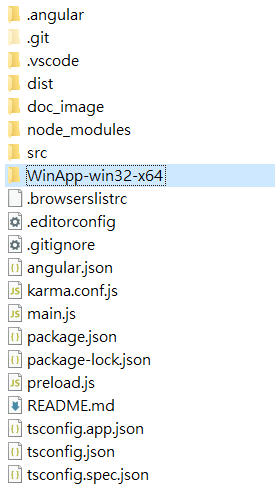 .angular
.git
.vscode
dist
doc_image
node_modules
src
WinApp-win32-x64
.browserslistrc
.editorconfig
.gitignore
angular.json
karma.conf.js
main.js
package.json
package-lock.json
preload.js
README.md
tsconfig.app.json
tsconfig.json
tsconfig.spec.json